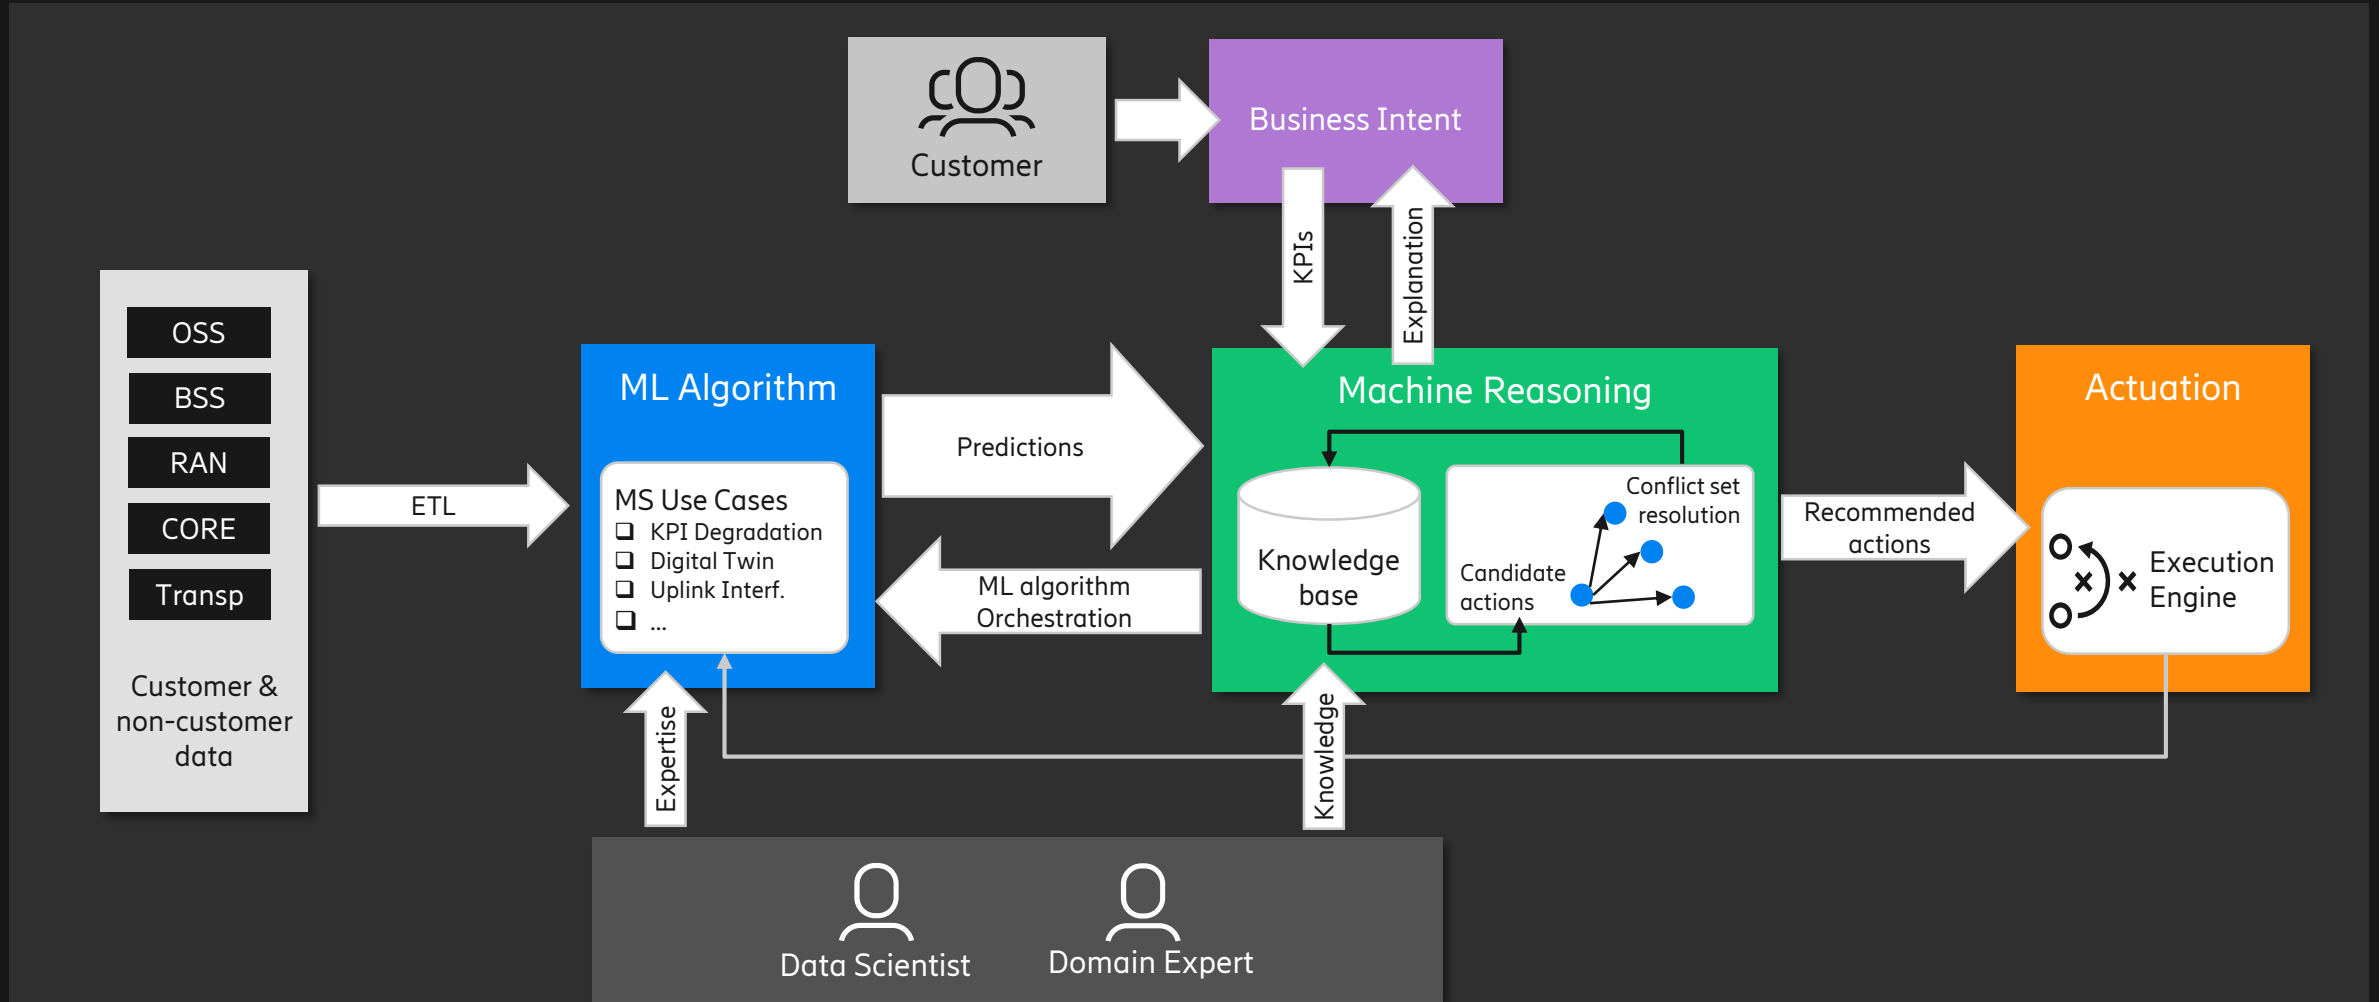 Customer
Business Intent
KPIs
Explanation
OSS
BSS
RAN
CORE
Transp
Customer &
non-customer
data
ETL
ML Algorithm
MS Use Cases
KPI Degradation
Digital Twin
Uplink Interf.
...
Predictions
ML algorithm
Orchestration
Machine Reasoning
Knowledge
base
Conflict set
resolution
Candidate
actions
Recommended
actions
Actuation
Execution
Engine
Expertise
Knowledge
Data Scientist
Domain Expert